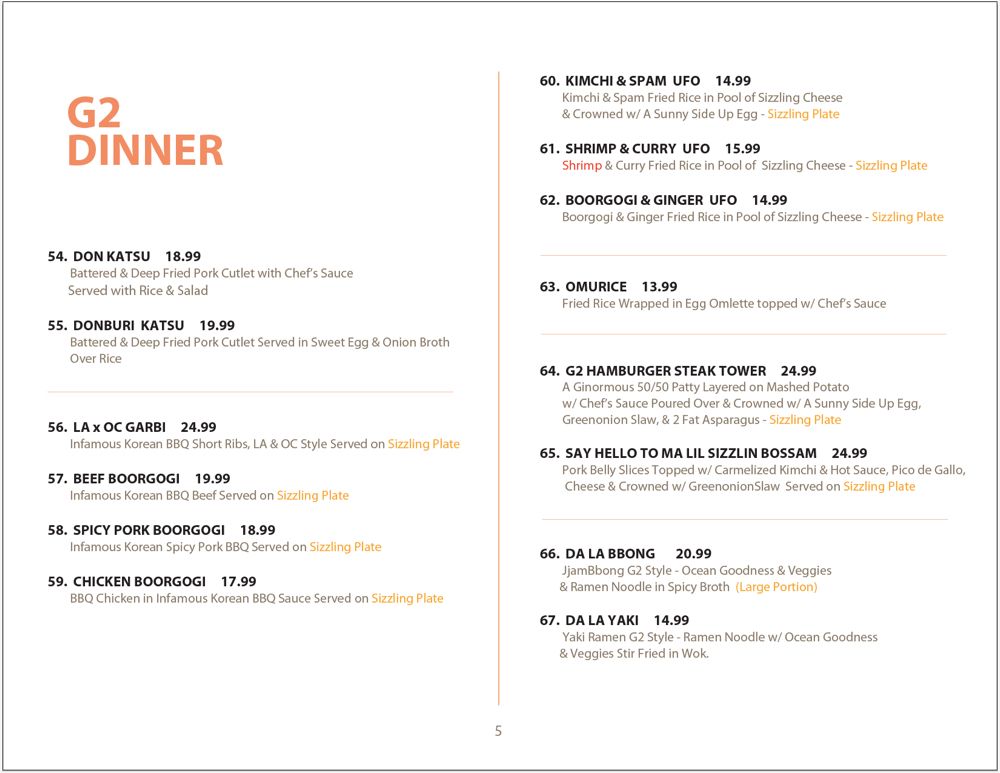 G2
DINNER
54. DON KATSU 18.99
Battered & Deep Fried Pork Cutlet with Chef's Sauce
Served with Rice & Salad
55. DONBURI KATSU 19.99
Battered & Deep Fried Pork Cutlet Served in Sweet Egg & Onion Broth
Over Rice
56. LA x OC GARBI 24.99
Infamous Korean BBQ Short Ribs, LA & OC Style Served on Sizzling Plate
57. BEEF BOORGOGI 19.99
Infamous Korean BBQ Beef Served on Sizzling Plate
58. SPICY PORK BOORGOGI 18.99
Infamous Korean Spicy Pork BBQ Served on Sizzling Plate
59. CHICKEN BOORGOGI 17.99
BBQ Chicken in Infamous Korean BBQ Sauce Served on Sizzling Plate
60. KIMCHI & SPAM UFO 14.99
Kimchi & Spam Fried Rice in Pool of Sizzling Cheese
& Crowned w/ A Sunny Side Up Egg - Sizzling Plate
61. SHRIMP & CURRY UFO 15.99
Shrimp & Curry Fried Rice in Pool of Sizzling Cheese - Sizzling Plate
62. BOORGOGI & GINGER UFO 14.99
Boorgogi & Ginger Fried Rice in Pool of Sizzling Cheese - Sizzling Plate
63. OMURICE 13.99
Fried Rice Wrapped in Egg Omlette topped w/ Chef's Sauce
64. G2 HAMBURGER STEAK TOWER 24.99
A Ginormous 50/50 Patty Layered on Mashed Potato
w/ Chef's Sauce Poured Over & Crowned w/ A Sunny Side Up Egg,
Greenonion Slaw, & 2 Fat Asparagus - Sizzling Plate
65. SAY HELLO TO MA LIL SIZZLIN BOSSAM 24.99
Pork Belly Slices Topped w/ Carmelized Kimchi & Hot Sauce, Pico de Gallo,
Cheese & Crowned w/ GreenonionSlaw Served on Sizzling Plate
66. DA LA BBONG 20.99
JjamBbong G2 Style - Ocean Goodness & Veggies
& Ramen Noodle in Spicy Broth (Large Portion)
67. DA LA YAKI 14.99
Yaki Ramen G2 Style - Ramen Noodle w/ Ocean Goodness
& Veggies Stir Fried in Wok.
5